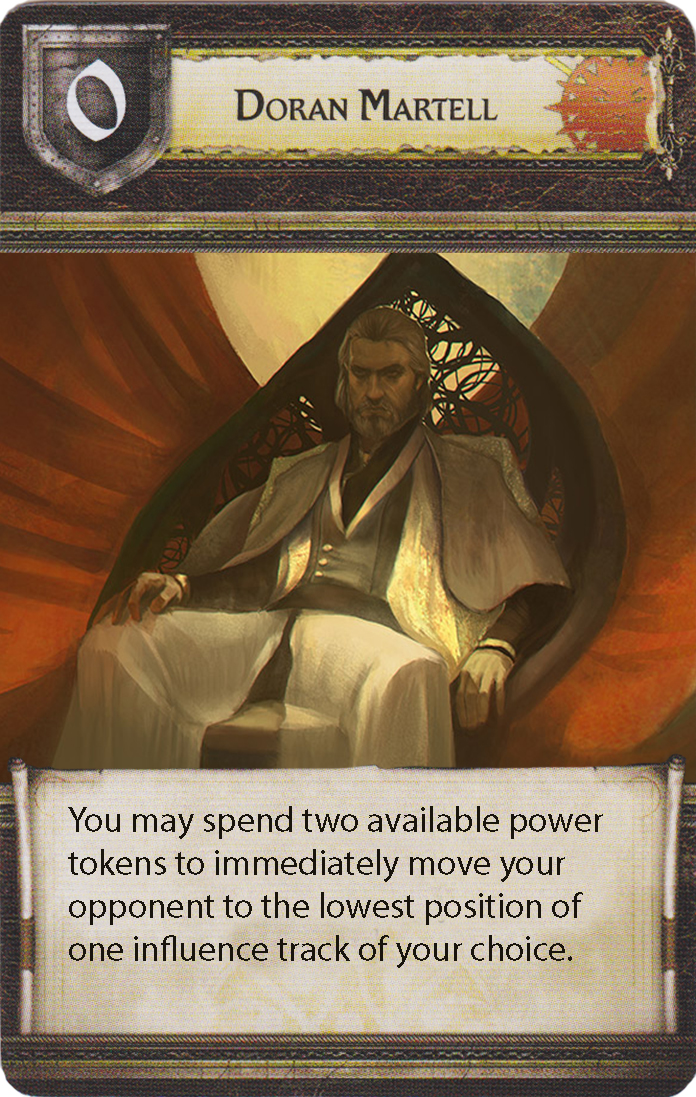 0
Doran Martell
You may spend two available power
tokens to immediately move your
opponent to the lowest position of
one influence track of your choice.